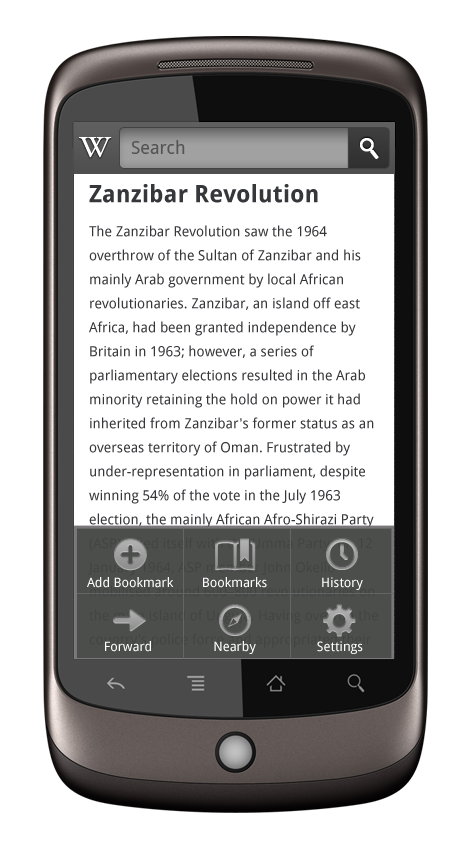 W Search
Zanzibar Revolution
The Zanzibar Revolution saw the 1964
overthrow of the Sultan of Zanzibar and his
mainly Arab government by local African
revolutionaries. Zanzibar, an island off east
Africa, had been granted independence by
Britain in 1963; however, a series of
parliamentary elections resulted in the Arab
minority retaining the hold on power it had
inherited from Zanzibar's former status as an
overseas territory of Oman. Frustrated by
under-representation in parliament, despite
winning 54% of the vote in the July 1963
election, the mainly African Afro-Shirazi Party
Add Bookmark Bookmarks History
Forward Nearby Settings